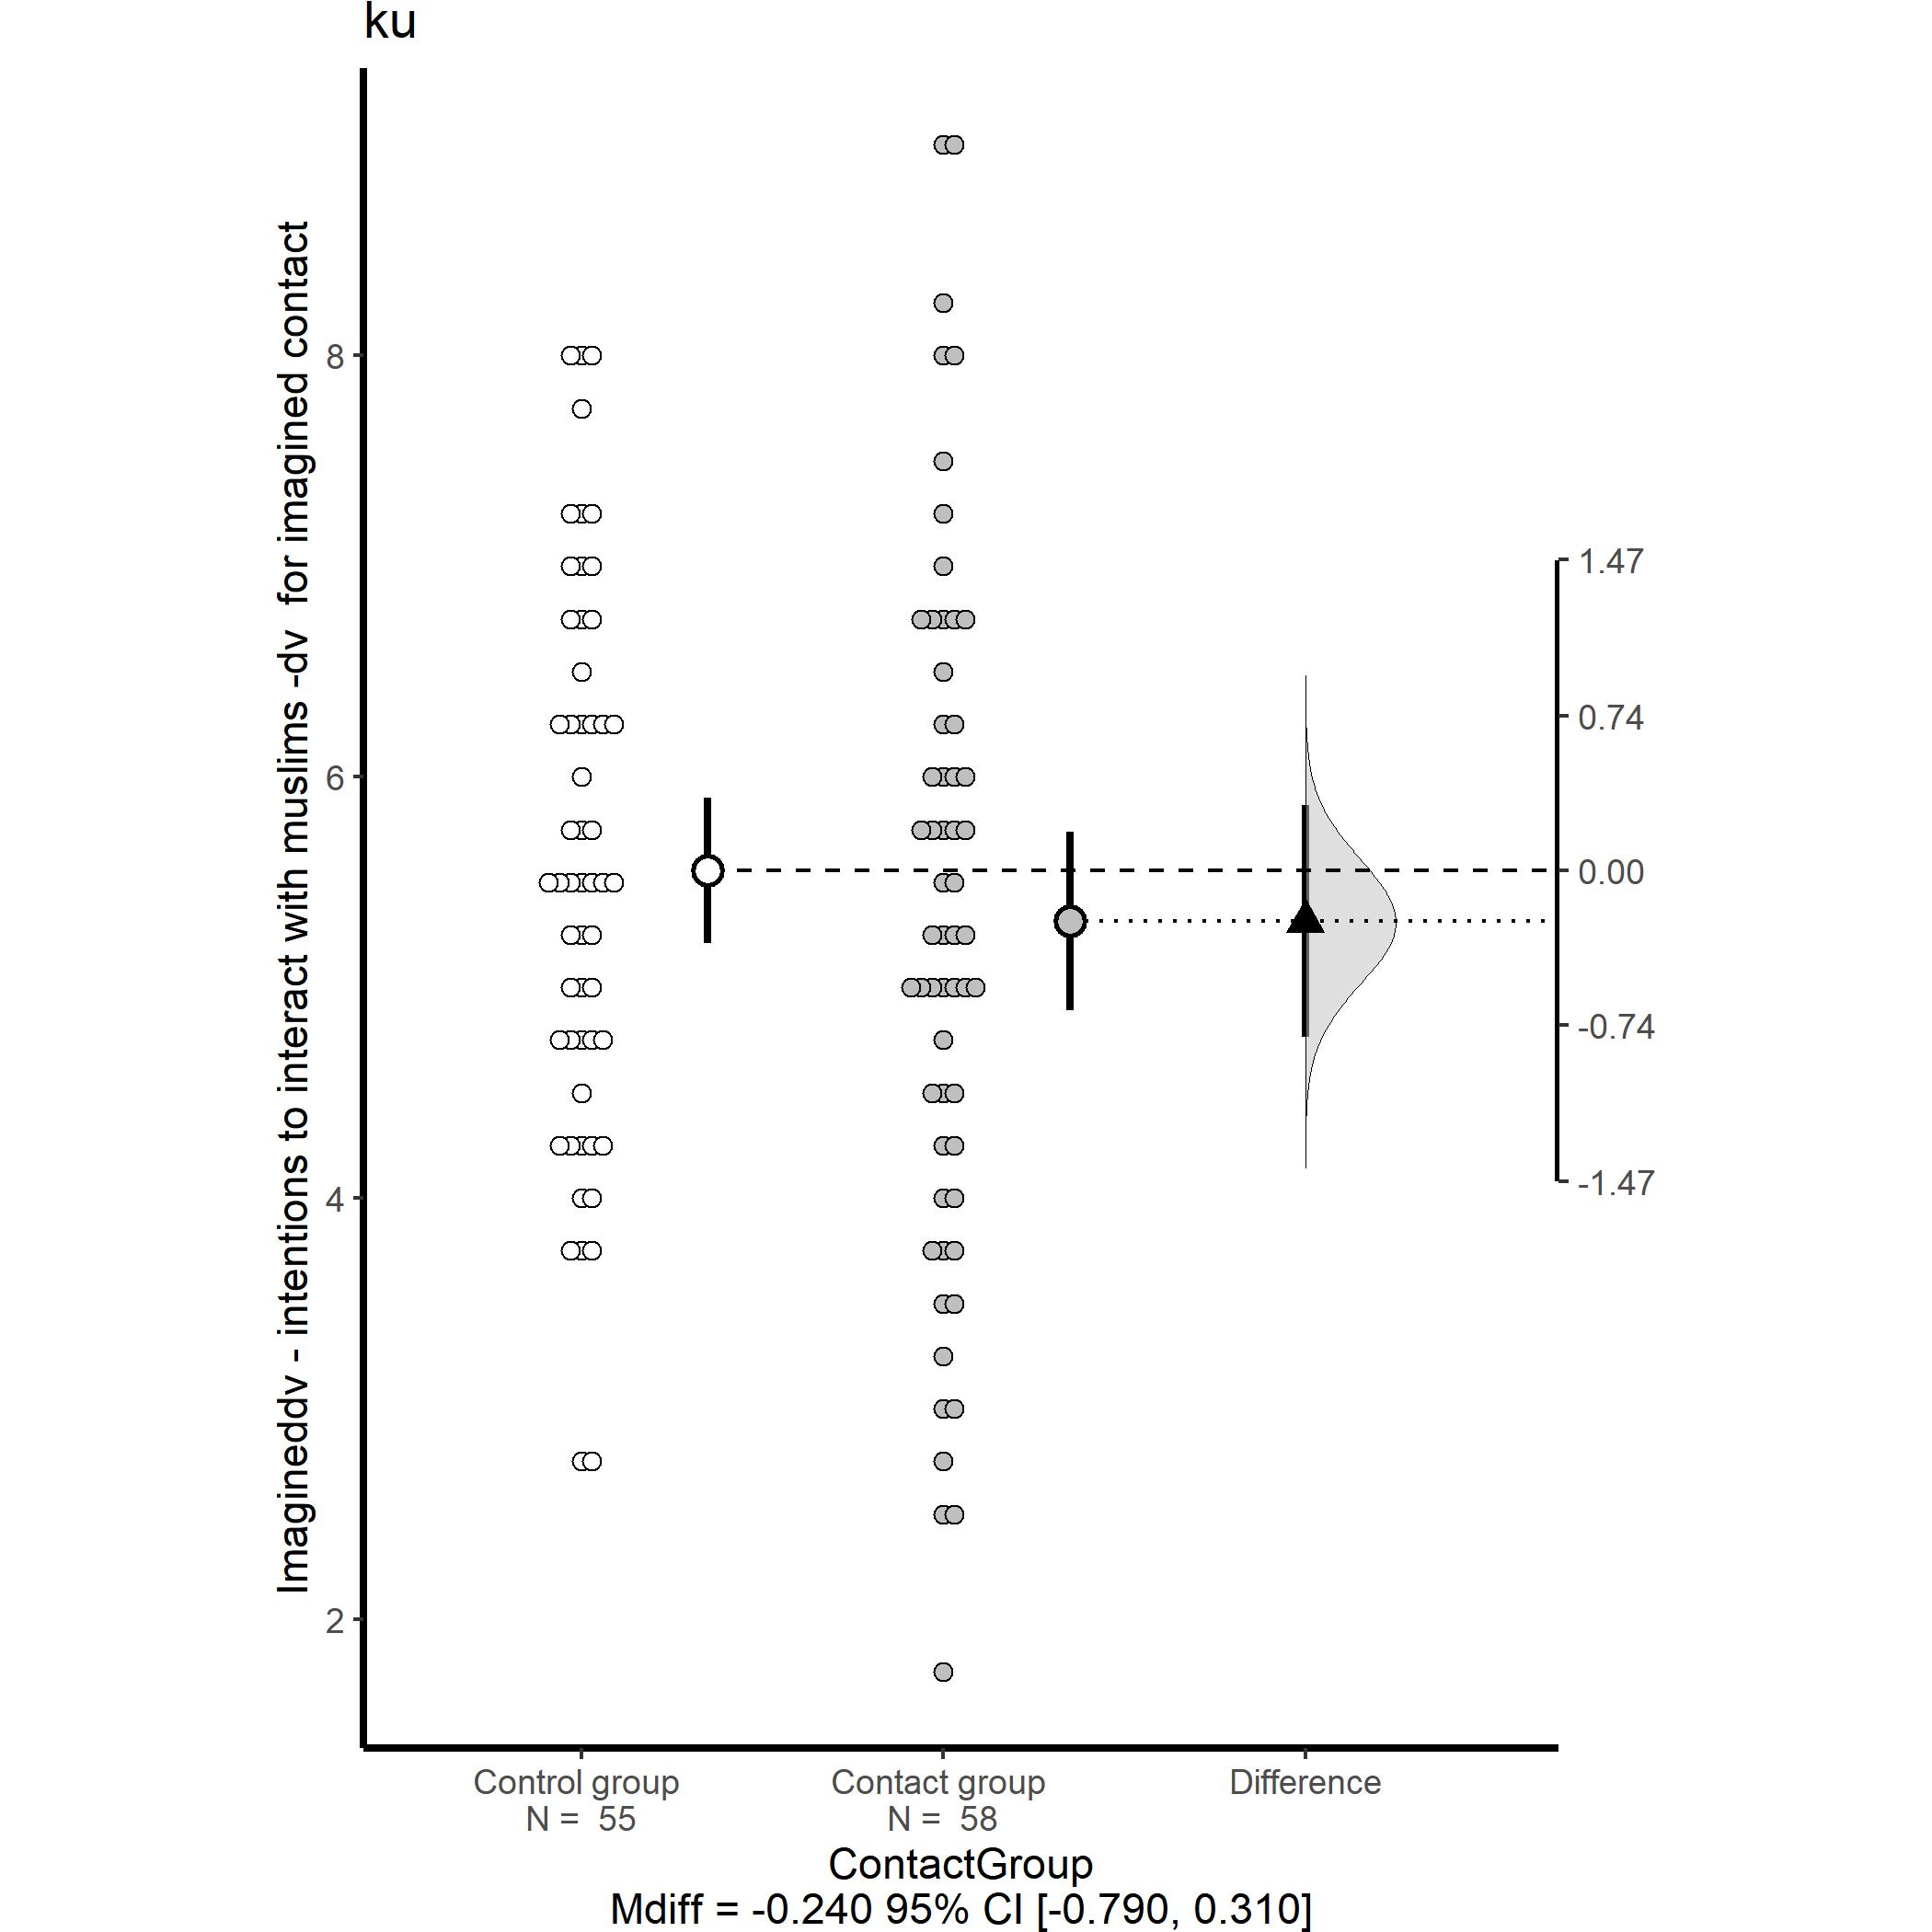 ku
Imagineddv - intentions to interact with muslims -dv  for imagined contact
8
6
4
2
1.47
0.74
0.00
-0.74
-1.47
Control group
N =  55
Contact group
N =  58
Difference
ContactGroup
Mdiff = -0.240 95% CI [-0.790, 0.310]